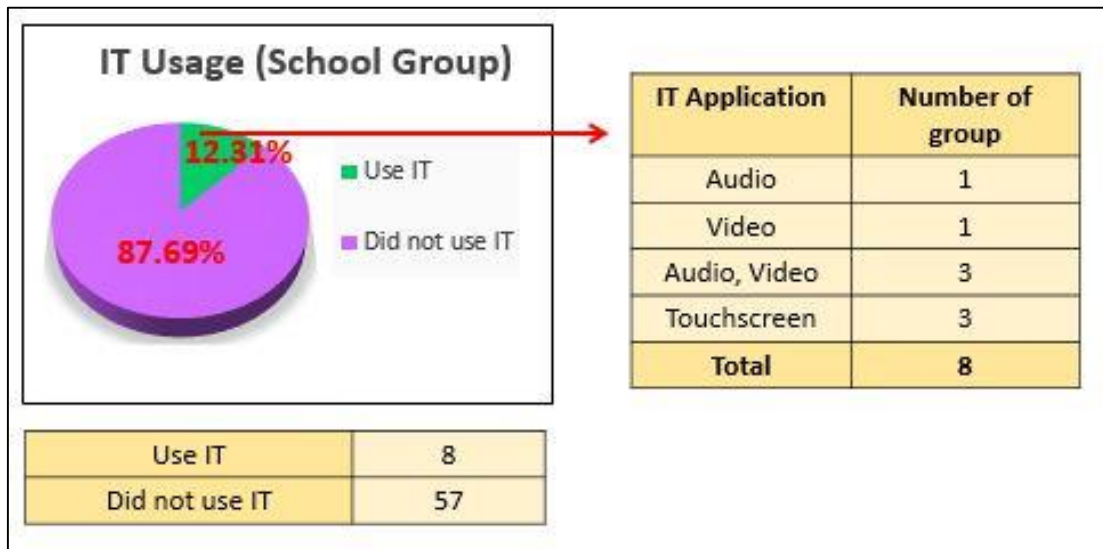 IT Usage (School Group)
12.31%
87.69%
Use IT
Did not use IT
IT Application Number of
group
Audio 1
Video 1
Audio, Video 3
Touchscreen 3
Total 8
Use IT 8
Did not use IT 57